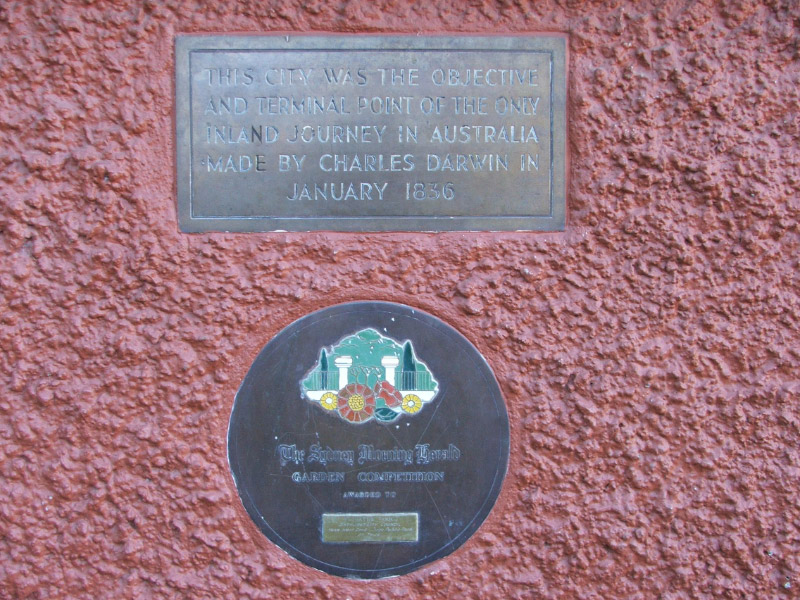 THIS CITY WAS THE OBJECTIVE
AND TERMINAL POINT OF THE ONLY
INLAND JOURNEY IN AUSTRALIA
MADE BY CHARLES DARWIN IN
JANUARY 1836
The Sydney Morning Herald
GARDEN COMPETITION
AWARDED TO